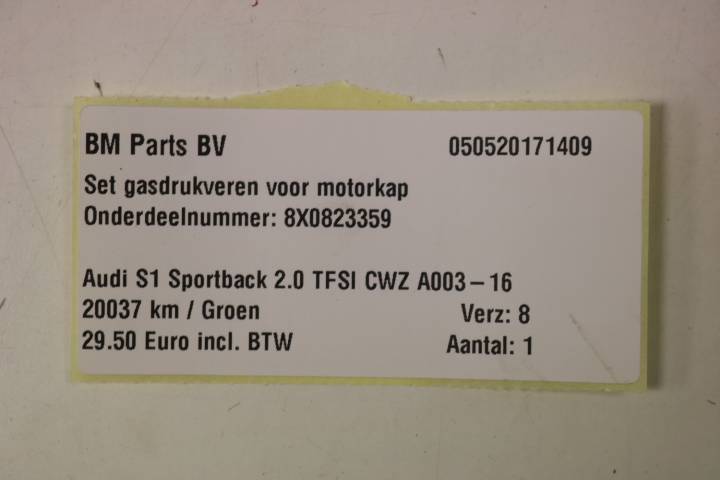 BM Parts BV 050520171409
Set gasdrukveren voor motorkap
Onderdeelnummer: 8X0823359
Audi S1 Sportback 2.0 TFSI CWZ A003-16
20037 km / Groen Verz: 8
29.50 Euro incl. BTW Aantal: 1